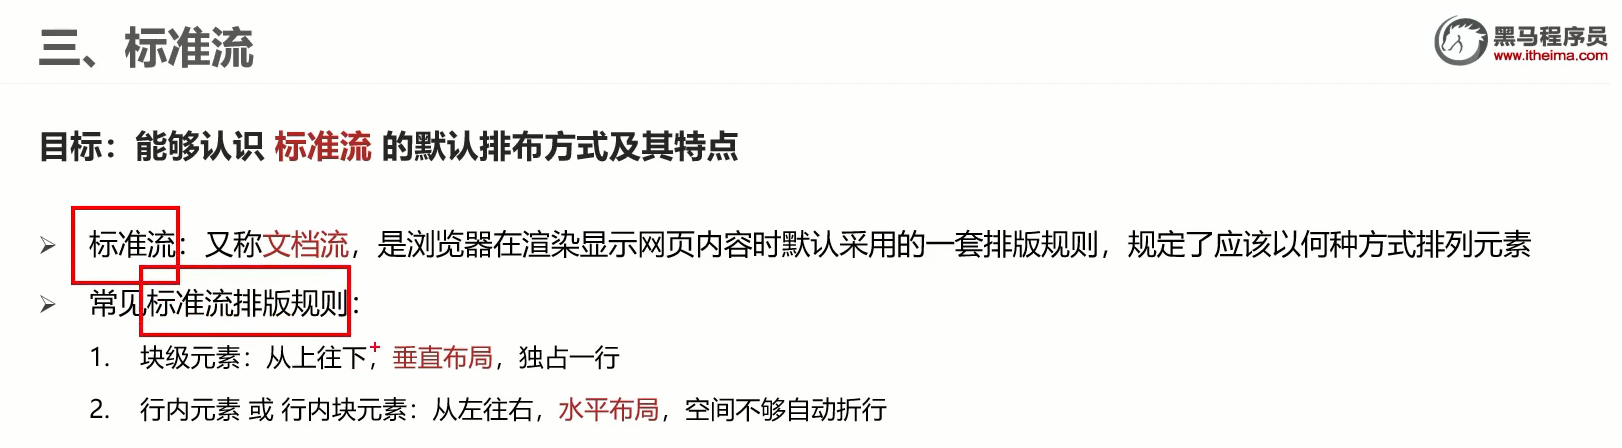 三、标准流
黑马程序员
www.itheima.com
目标：能够认识 标准流 的默认排布方式及其特点
标准流：又称文档流，是浏览器在渲染显示网页内容时默认采用的一套排版规则，规定了应该以何种方式排列元素
常见标准流排版规则：
1. 块级元素：从上往下，垂直布局，独占一行
2. 行内元素 或 行内块元素：从左往右，水平布局，空间不够自动折行